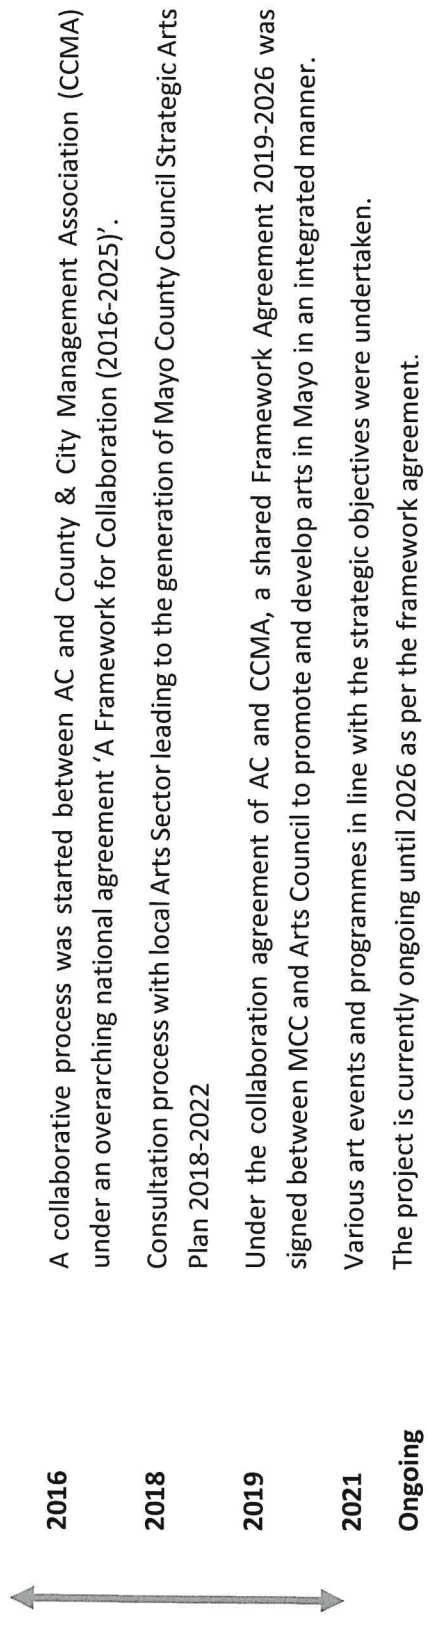 2016 A collaborative process was started between AC and County & City Management Association (CCMA)
under an overarching national agreement ‘A Framework for Collaboration (2016-2025)’.
2018 Consultation process with local Arts Sector leading to the generation of Mayo County Council Strategic Arts
Plan 2018-2022
2019 Under the collaboration agreement of AC and CCMA, a shared Framework Agreement 2019-2026 was
signed between MCC and Arts Council to promote and develop arts in Mayo in an integrated manner.
2021 Various art events and programmes in line with the strategic objectives were undertaken.
Ongoing The project is currently ongoing until 2026 as per the framework agreement.